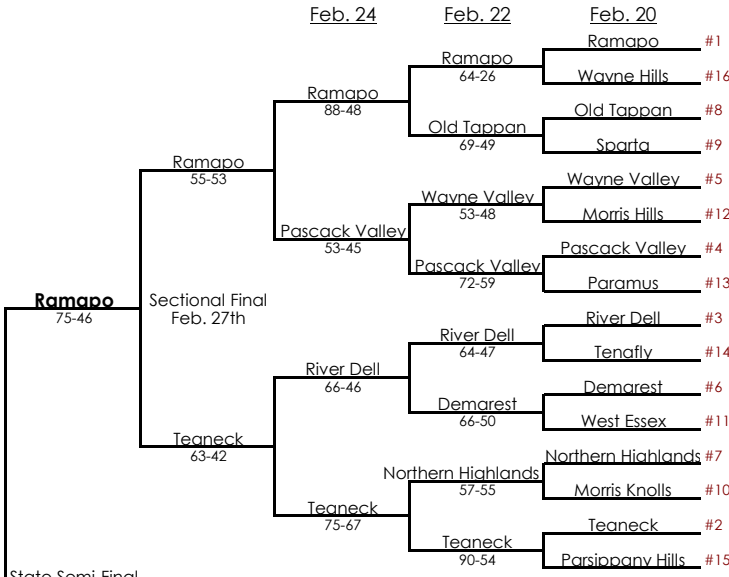 Feb. 24 Feb. 22 Feb. 20
Ramapo #1
Ramapo
64-26
Wayne Hills #16
Ramapo
88-48
Old Tappan #8
Old Tappan
69-49
Sparta #9
Ramapo
55-53
Wayne Valley #5
Wayne Valley
53-48
Morris Hills #12
Pascack Valley
53-45
Pascack Valley #4
Pascack Valley
72-59
Paramus #13
Ramapo
75-46
Sectional Final
Feb. 27th
River Dell #3
River Dell
64-47
Tenafly #14
River Dell
66-46
Demarest #6
Demarest
66-50
West Essex #11
Teaneck
63-42
Northern Highlands #7
Northern Highlands
57-55
Morris Knolls #10
Teaneck
75-67
Teaneck #2
Teaneck
90-54
Parsippany Hills #15
State Semi-Final